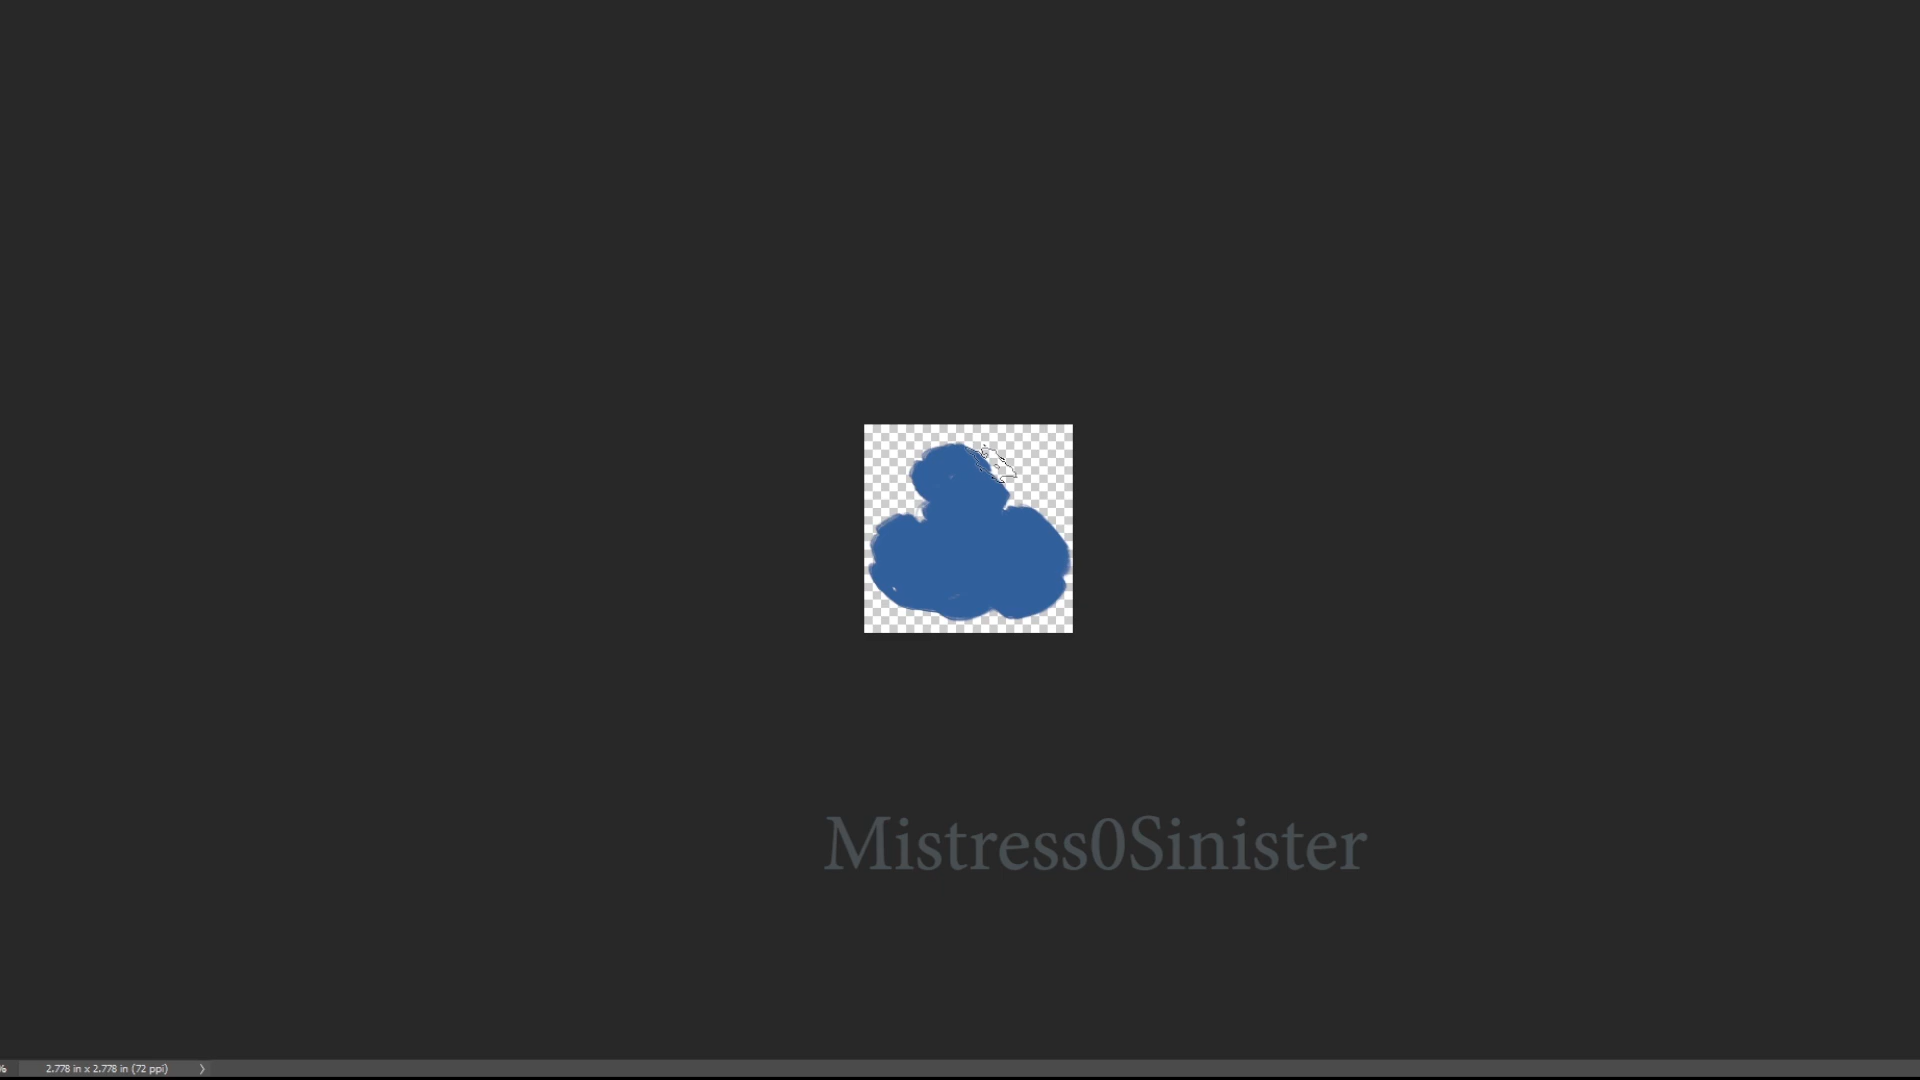 Mistress0Sinister
% 2.778 in x 2.778 in (72 ppi)